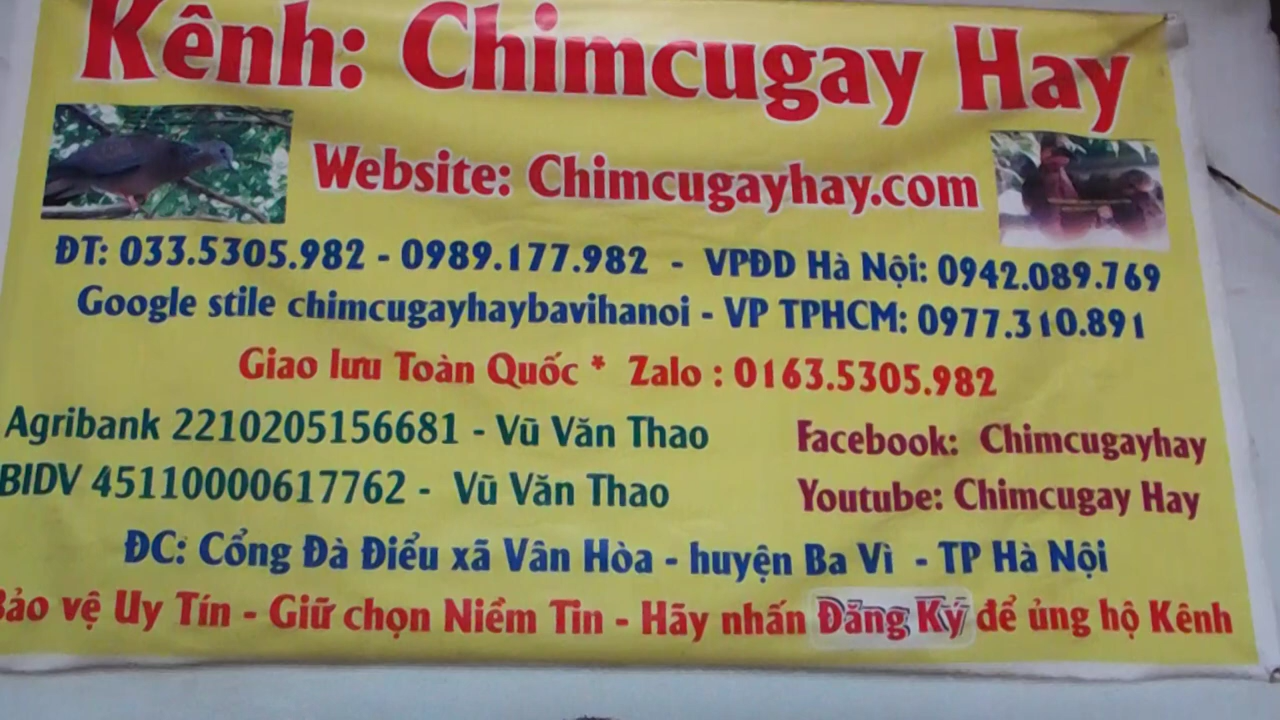 Kênh: Chimcugay Hay
Website: Chimcugayhay.com
ĐT: 033.5305.982 - 0989.177.982 - VPĐD Hà Nội: 0942.089.769
Google stile chimcugayhaybavihanoi - VP TPHCM: 0977.310.891
Giao lưu Toàn Quốc * Zalo : 0163.5305.982
Agribank 2210205156681 - Vũ Văn Thao
Facebook: Chimcugayhay
BIDV 45110000617762 - Vũ Văn Thao
Youtube: Chimcugay Hay
ĐC: Cổng Đà Điểu xã Vân Hòa - huyện Ba Vì - TP Hà Nội
Bảo vệ Uy Tín - Giữ chọn Niềm Tin - Hãy nhấn Đăng Ký để ủng hộ Kênh